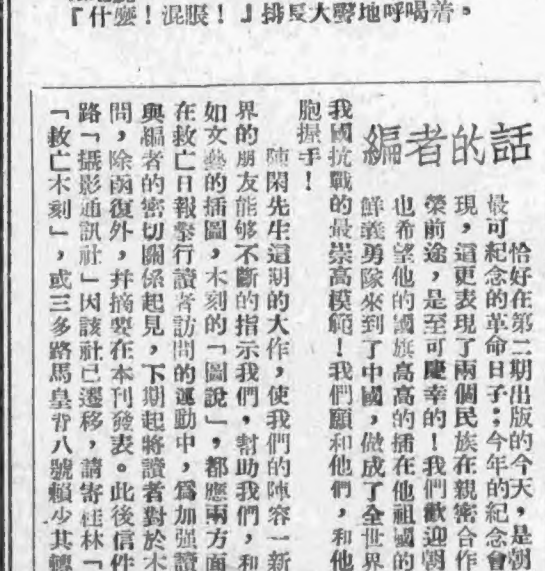 『什麼!混賬!』排長大聲地呼喝着。
編者的話
恰好在第二期出版的今天,是朝
最可紀念的革命日子;今年的紀念會
現,這更表現了兩個民族在親密合作
榮前途,是至可慶幸的!我們歡迎朝
也希望他的國旗高高的插在他祖國的
鮮義勇隊來到了中國,做成了全世界
我國抗戰的最崇高模範!我們願和他們,和他
胞握手!
陳閑先生這期的大作,使我們的陣容一新
界的朋友能够不斷的指示我們,幫助我們,和
如文藝的插圖,木刻的「圖說」,都應兩方面
在救亡日報舉行讀者訪問的運動中,爲加强讀
與編者的密切關係起見,下期起將讀者對於木
問,除函復外,幷摘要在本刊發表。此後信件
路「攝影通訊社」因該社已遷移,請寄桂林「
「救亡木刻」,或三多路馬皇背八號賴少其轉